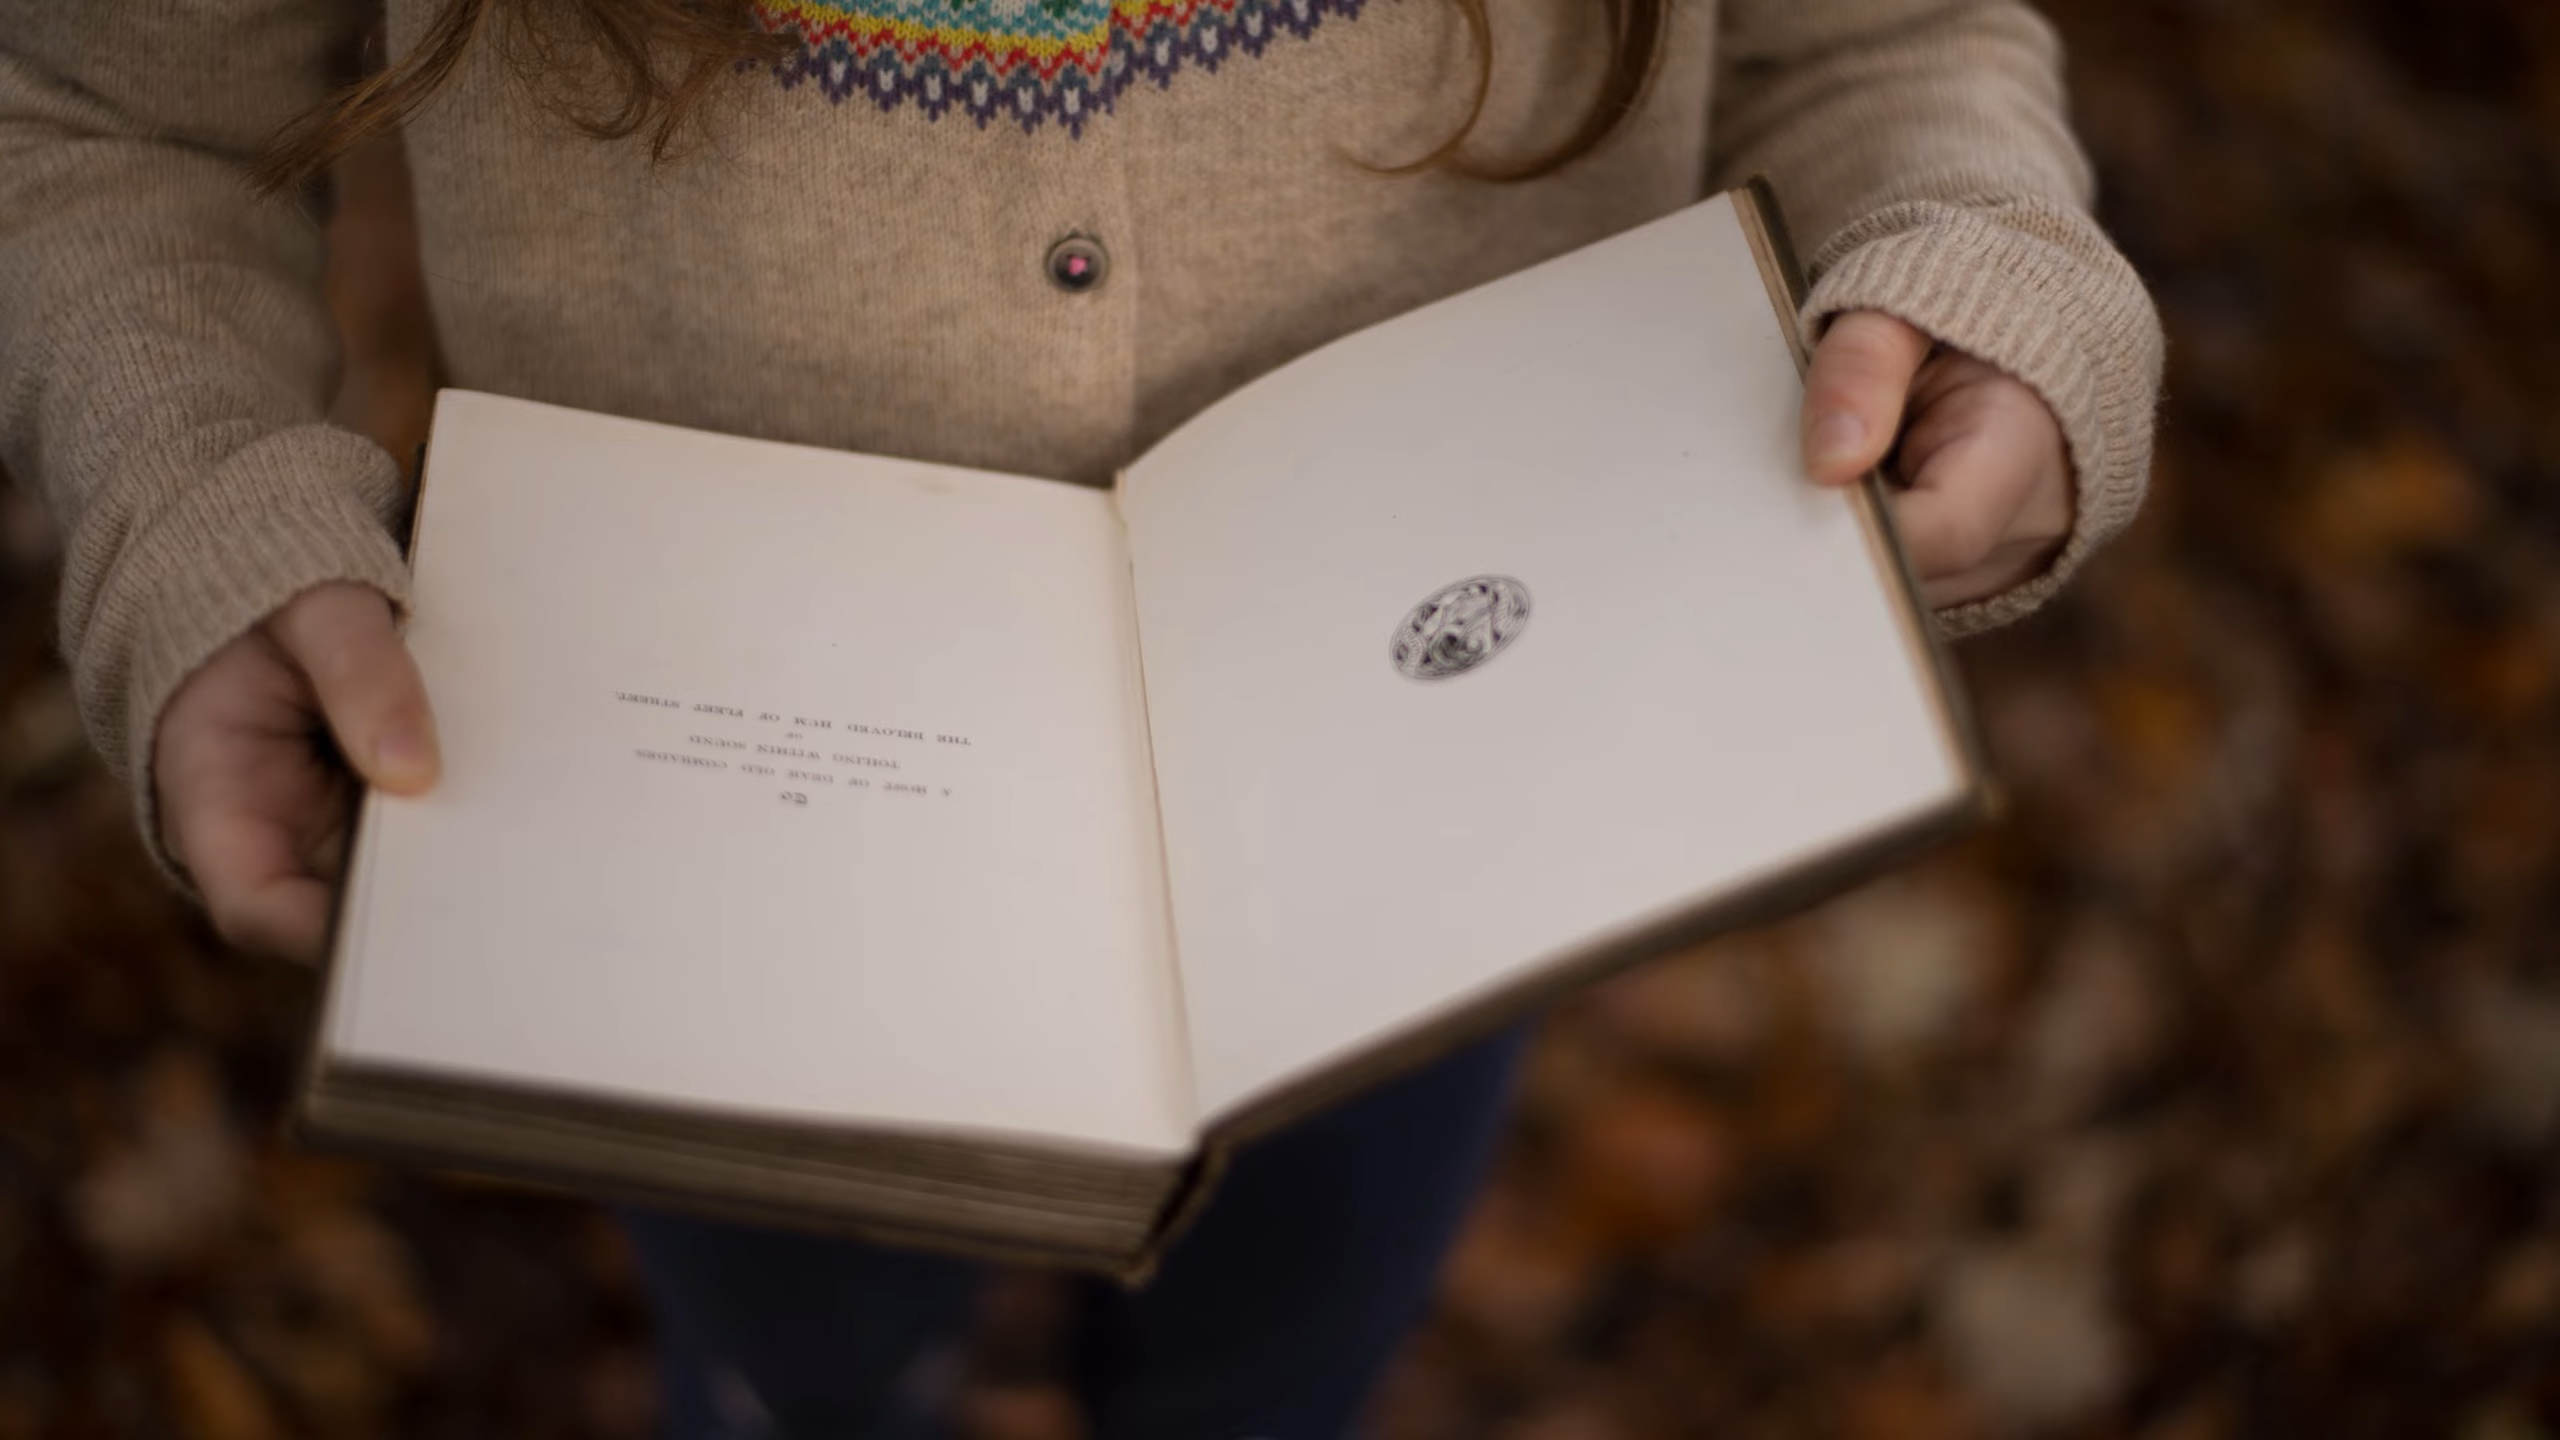 To
A HOST OF DEAR OLD COMRADES
TOILING WITHIN SOUND
OF
THE BELOVED HUM OF FLEET STREET.